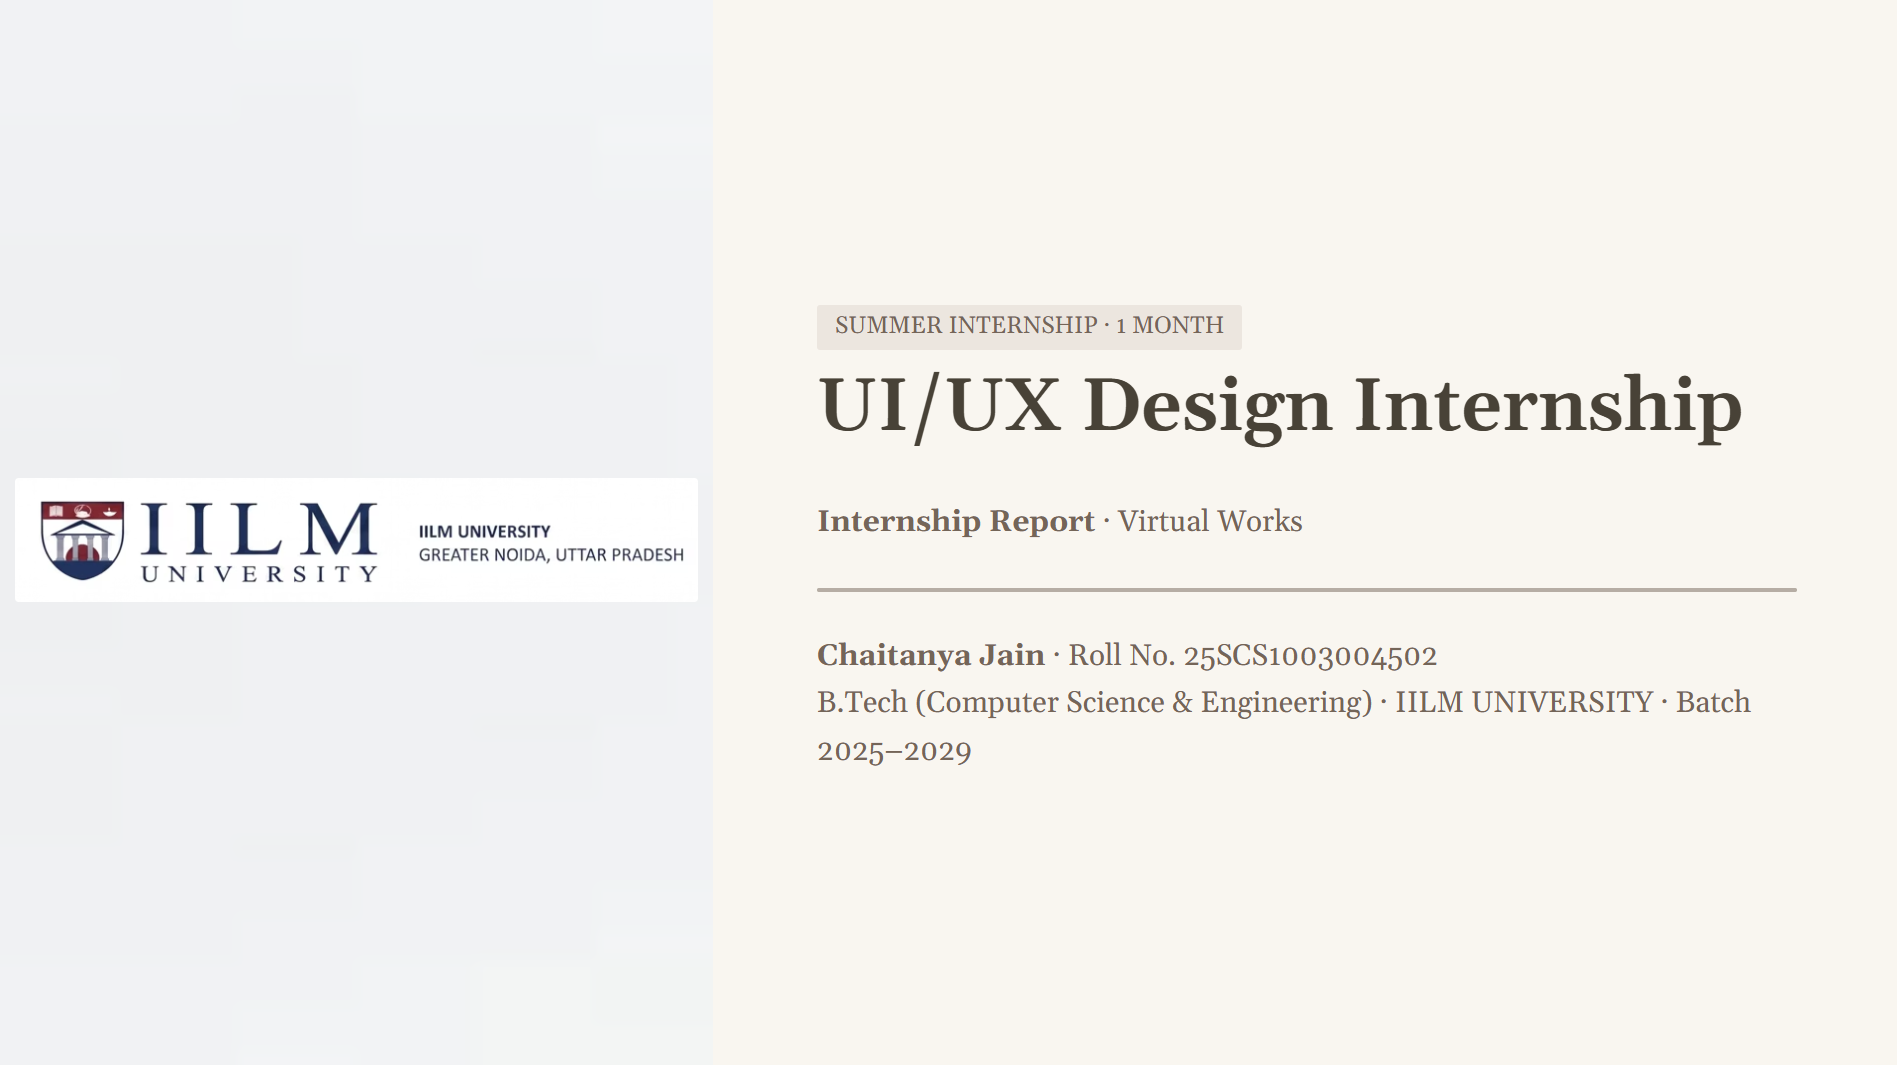 IILM
UNIVERSITY
IILM UNIVERSITY
GREATER NOIDA, UTTAR PRADESH
SUMMER INTERNSHIP · 1 MONTH
UI/UX Design Internship
Internship Report · Virtual Works
Chaitanya Jain · Roll No. 25SCS1003004502
B.Tech (Computer Science & Engineering) · IILM UNIVERSITY · Batch
2025–2029